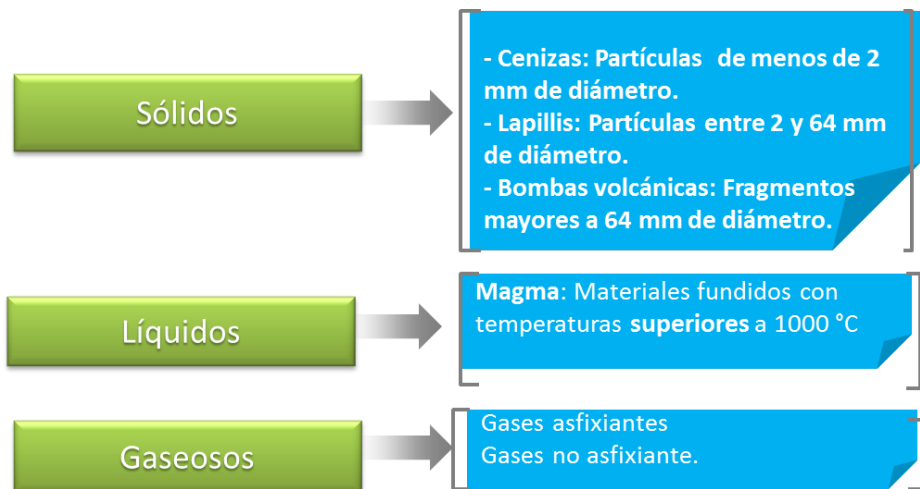 Sólidos
- Cenizas: Partículas de menos de 2
mm de diámetro.
- Lapillis: Partículas entre 2 y 64 mm
de diámetro.
- Bombas volcánicas: Fragmentos
mayores a 64 mm de diámetro.
Líquidos
Magma: Materiales fundidos con
temperaturas superiores a 1000 °C
Gaseosos
Gases asfixiantes
Gases no asfixiante.